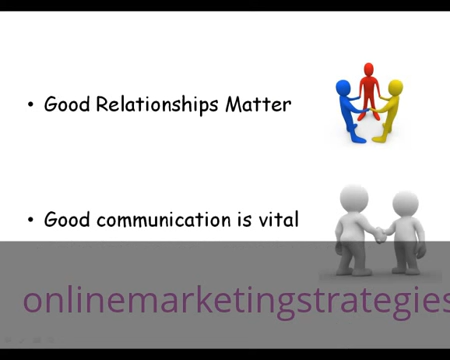 • Good Relationships Matter
• Good communication is vital
onlinemarketingstrategies